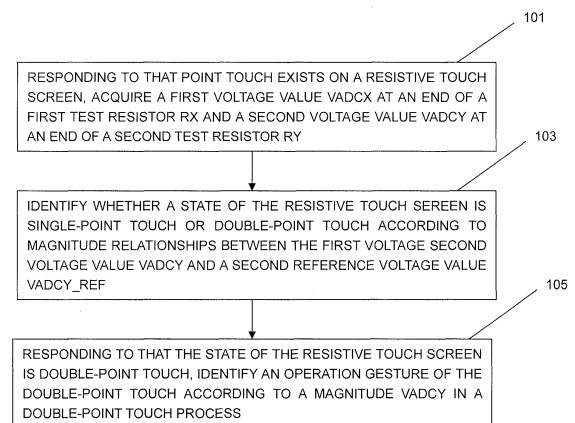 101
RESPONDING TO THAT POINT TOUCH EXISTS ON A RESISTIVE TOUCH
SCREEN, ACQUIRE A FIRST VOLTAGE VALUE VADCX AT AN END OF A
FIRST TEST RESISTOR RX AND A SECOND VOLTAGE VALUE VADCY AT
AN END OF A SECOND TEST RESISTOR RY
103
IDENTIFY WHETHER A STATE OF THE RESISTIVE TOUCH SEREEN IS
SINGLE-POINT TOUCH OR DOUBLE-POINT TOUCH ACCORDING TO
MAGNITUDE RELATIONSHIPS BETWEEN THE FIRST VOLTAGE SECOND
VOLTAGE VALUE VADCY AND A SECOND REFERENCE VOLTAGE VALUE
VADCY_REF
105
RESPONDING TO THAT THE STATE OF THE RESISTIVE TOUCH SCREEN
IS DOUBLE-POINT TOUCH, IDENTIFY AN OPERATION GESTURE OF THE
DOUBLE-POINT TOUCH ACCORDING TO A MAGNITUDE VADCY IN A
DOUBLE-POINT TOUCH PROCESS